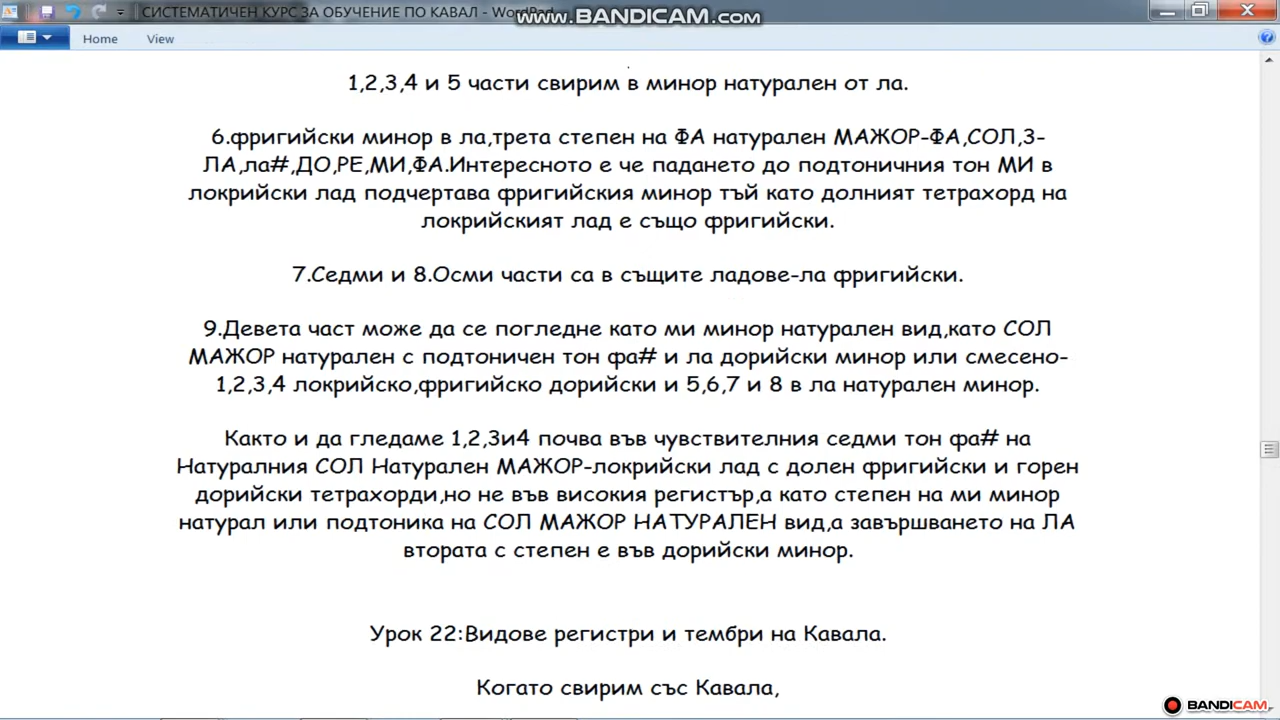 СИСТЕМАТИЧЕН КУРС ЗА ОБУЧЕНИЕ ПО КАВАЛ - WordPad
www.BANDICAM.com
Home View
1,2,3,4 и 5 части свирим в минор натурален от ла.
6.фригийски минор в ла,трета степен на ФА натурален МАЖОР-ФА,СОЛ,3-
ЛА,ла#,ДО,РЕ,МИ,ФА.Интересното е че падането до подтоничния тон МИ в
локрийски лад подчертава фригийския минор тъй като долният тетрахорд на
локрийският лад е също фригийски.
7.Седми и 8.Осми части са в същите ладове-ла фригийски.
9.Девета част може да се погледне като ми минор натурален вид,като СОЛ
МАЖОР натурален с подтоничен тон фа# и ла дорийски минор или смесено-
1,2,3,4 локрийско,фригийско дорийски и 5,6,7 и 8 в ла натурален минор.
Както и да гледаме 1,2,3и4 почва във чувствителния седми тон фа# на
Натуралния СОЛ Натурален МАЖОР-локрийски лад с долен фригийски и горен
дорийски тетрахорди,но не във високия регистър,а като степен на ми минор
натурал или подтоника на СОЛ МАЖОР НАТУРАЛЕН вид,а завършването на ЛА
втората с степен е във дорийски минор.
Урок 22:Видове регистри и тембри на Кавала.
Когато свирим със Кавала,
BANDICAM